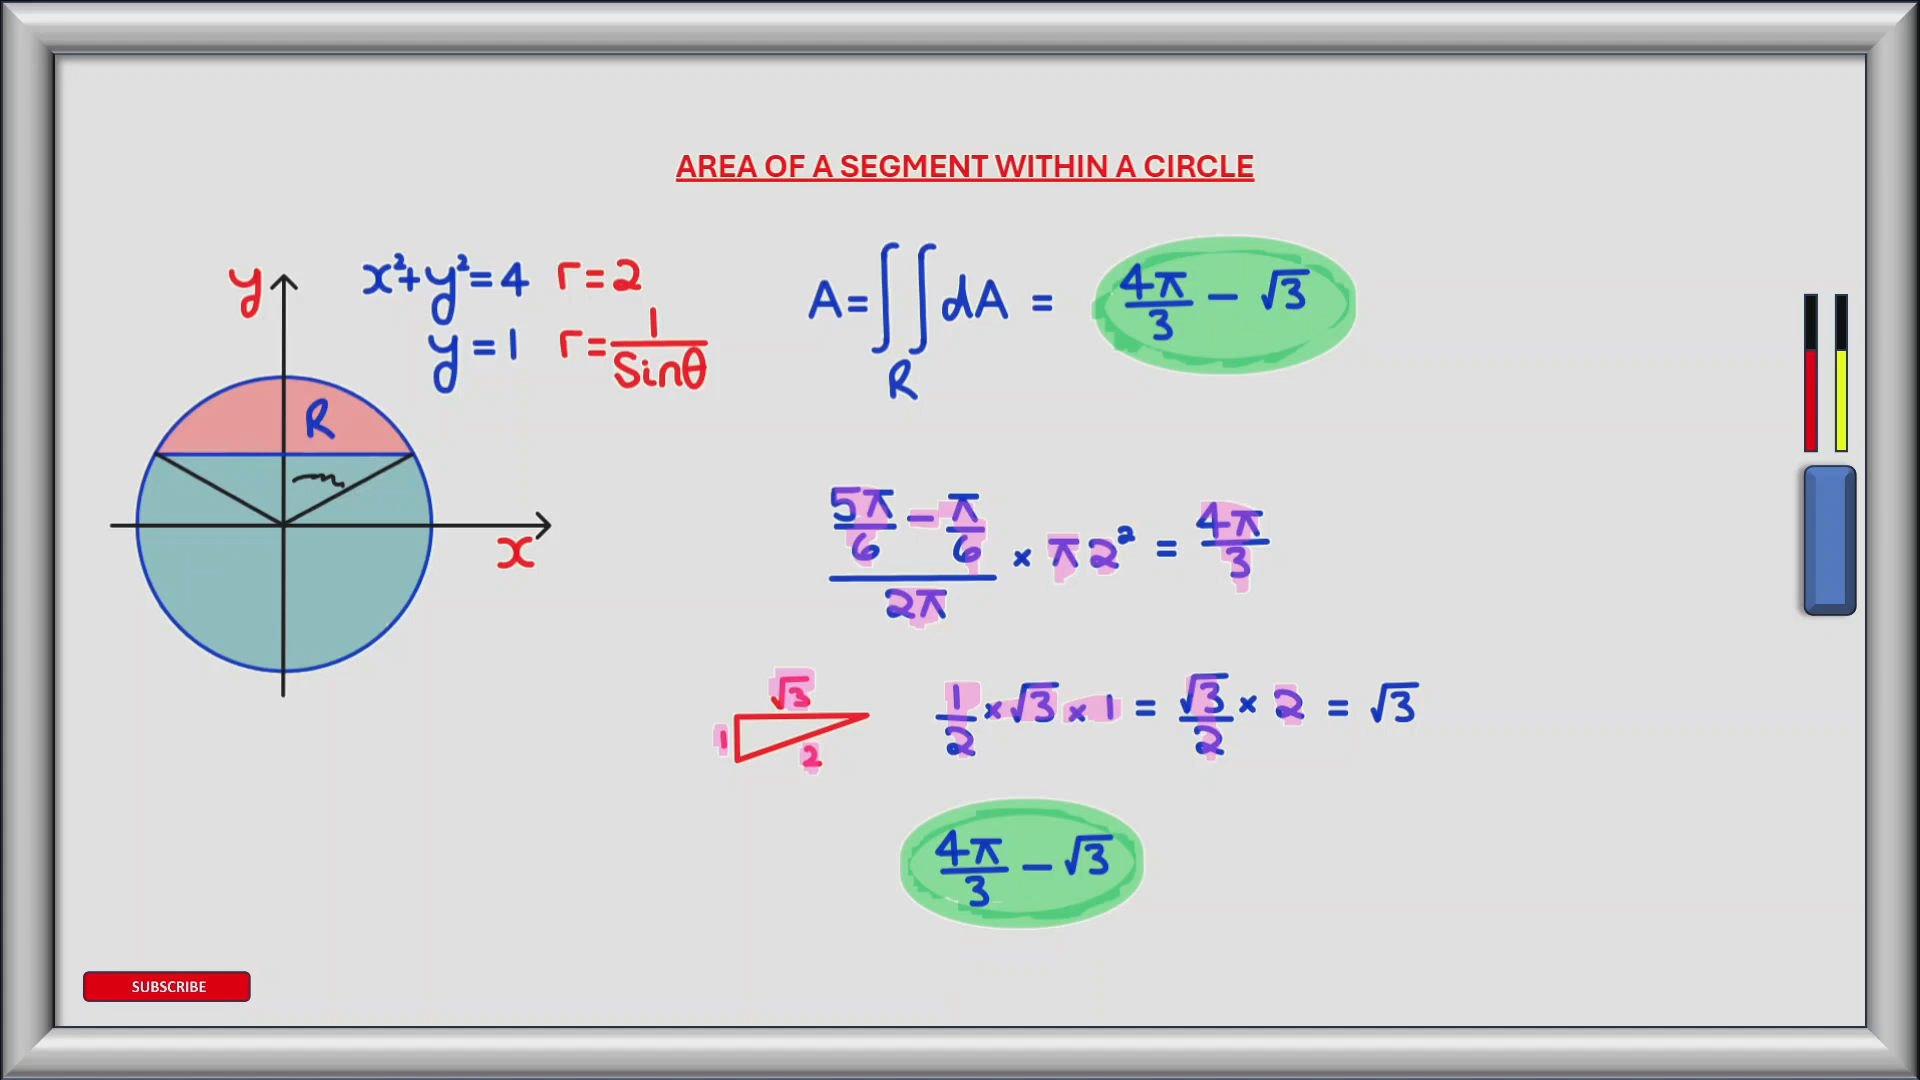 AREA OF A SEGMENT WITHIN A CIRCLE
y
x²+y²=4 r=2
y=1 r=1/Sinθ
A=∫∫dA = 4π/3 − √3
R
R
x
(5π/6 − π/6)/2π × π2² = 4π/3
√3
1
2
1/2 × √3 × 1 = √3/2 × 2 = √3
4π/3 − √3
SUBSCRIBE